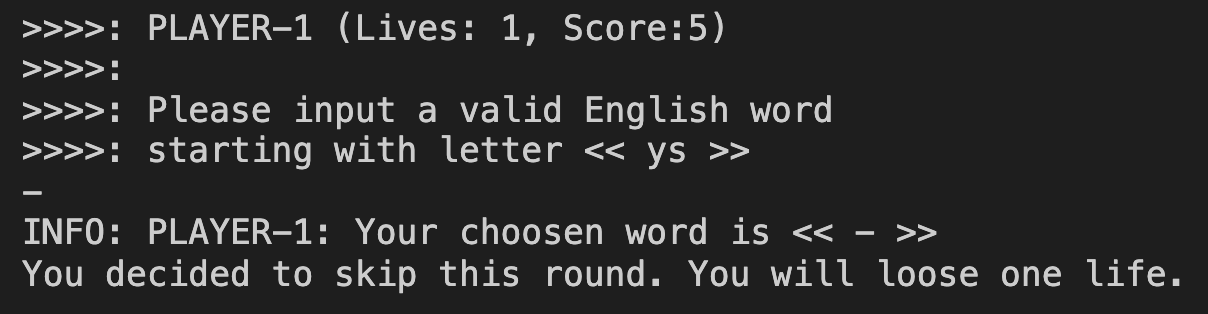 >>>>: PLAYER-1 (Lives: 1, Score:5)
>>>>:
>>>>: Please input a valid English word
>>>>: starting with letter << ys >>
-
INFO: PLAYER-1: Your choosen word is << - >>
You decided to skip this round. You will loose one life.